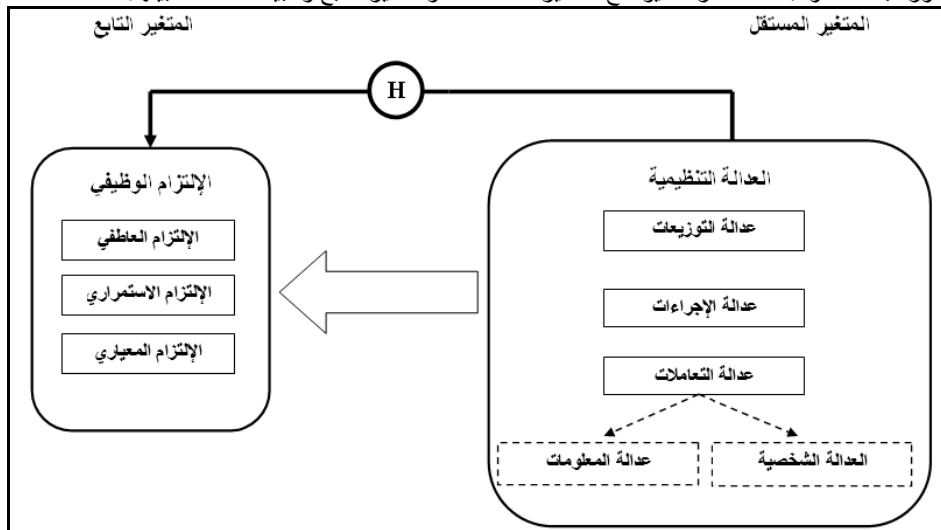 المتغير المستقل
المتغير التابع
H
العدالة التنظيمية
عدالة التوزيعات
عدالة الإجراءات
عدالة التعاملات
العدالة الشخصية
عدالة المعلومات
الإلتزام الوظيفي
الإلتزام العاطفي
الإلتزام الاستمراري
الإلتزام المعياري